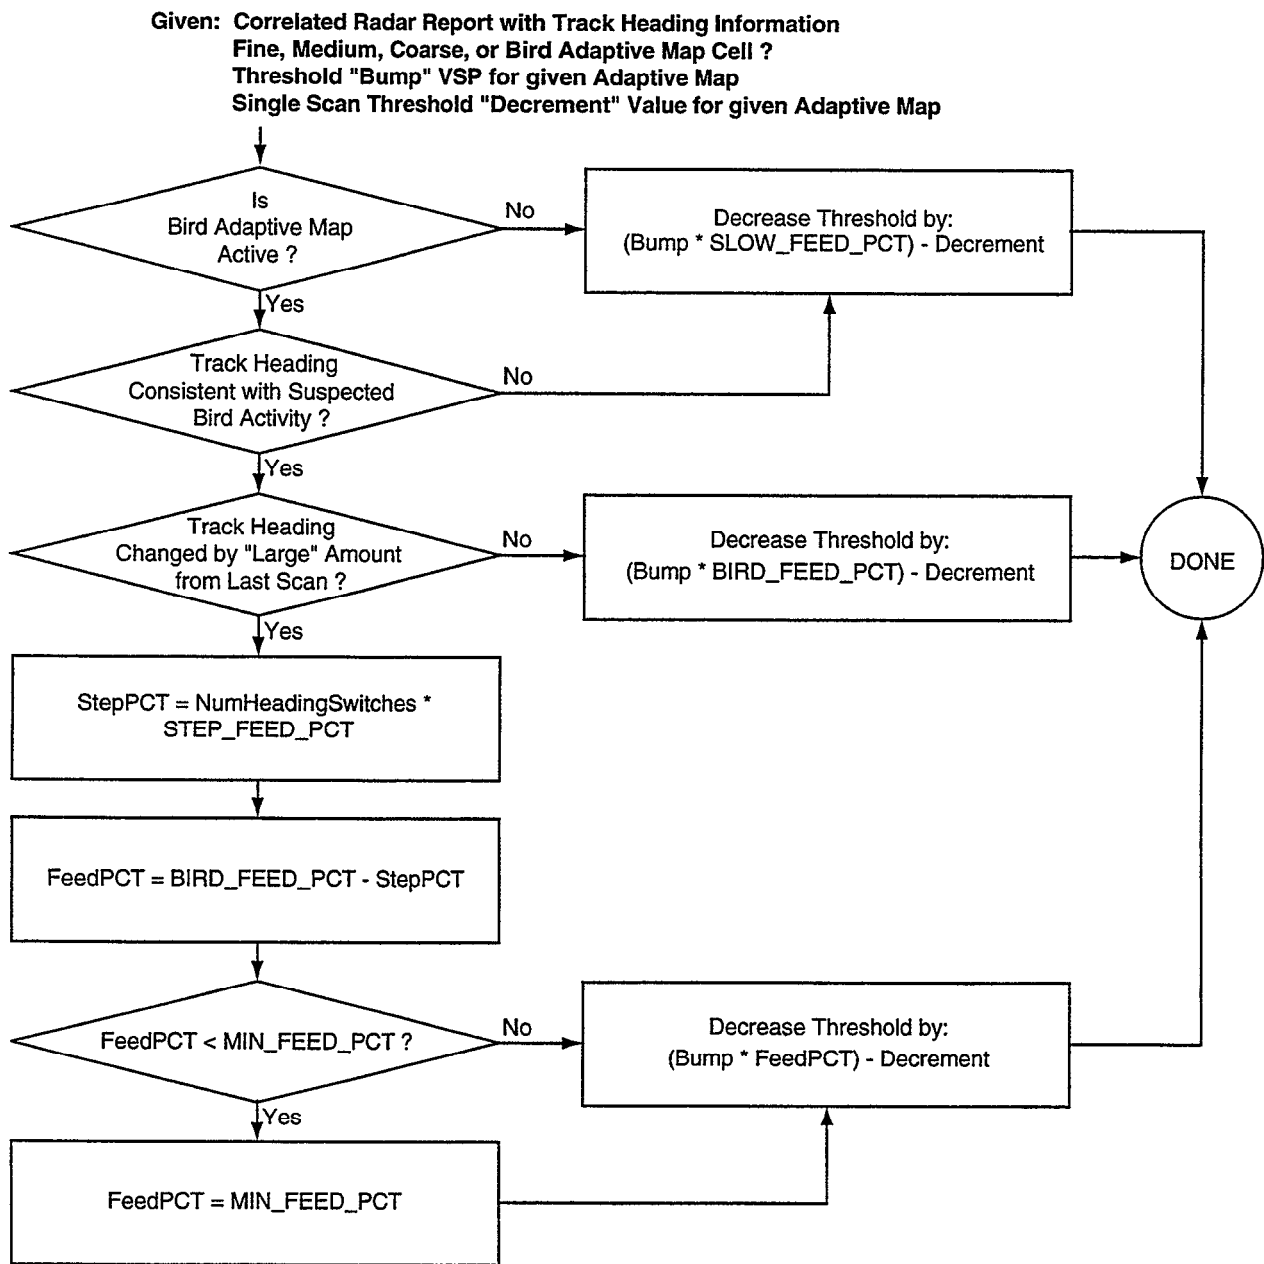 Given: Correlated Radar Report with Track Heading Information
Fine, Medium, Coarse, or Bird Adaptive Map Cell ?
Threshold "Bump" VSP for given Adaptive Map
Single Scan Threshold "Decrement" Value for given Adaptive Map
Is
Bird Adaptive Map
Active ?
No
Decrease Threshold by:
(Bump * SLOW_FEED_PCT) - Decrement
Yes
Track Heading
Consistent with Suspected
Bird Activity ?
No
Yes
Track Heading
Changed by "Large" Amount
from Last Scan ?
No
Decrease Threshold by:
(Bump * BIRD_FEED_PCT) - Decrement
DONE
Yes
StepPCT = NumHeadingSwitches *
STEP_FEED_PCT
FeedPCT = BIRD_FEED_PCT - StepPCT
FeedPCT < MIN_FEED_PCT ?
No
Decrease Threshold by:
(Bump * FeedPCT) - Decrement
Yes
FeedPCT = MIN_FEED_PCT